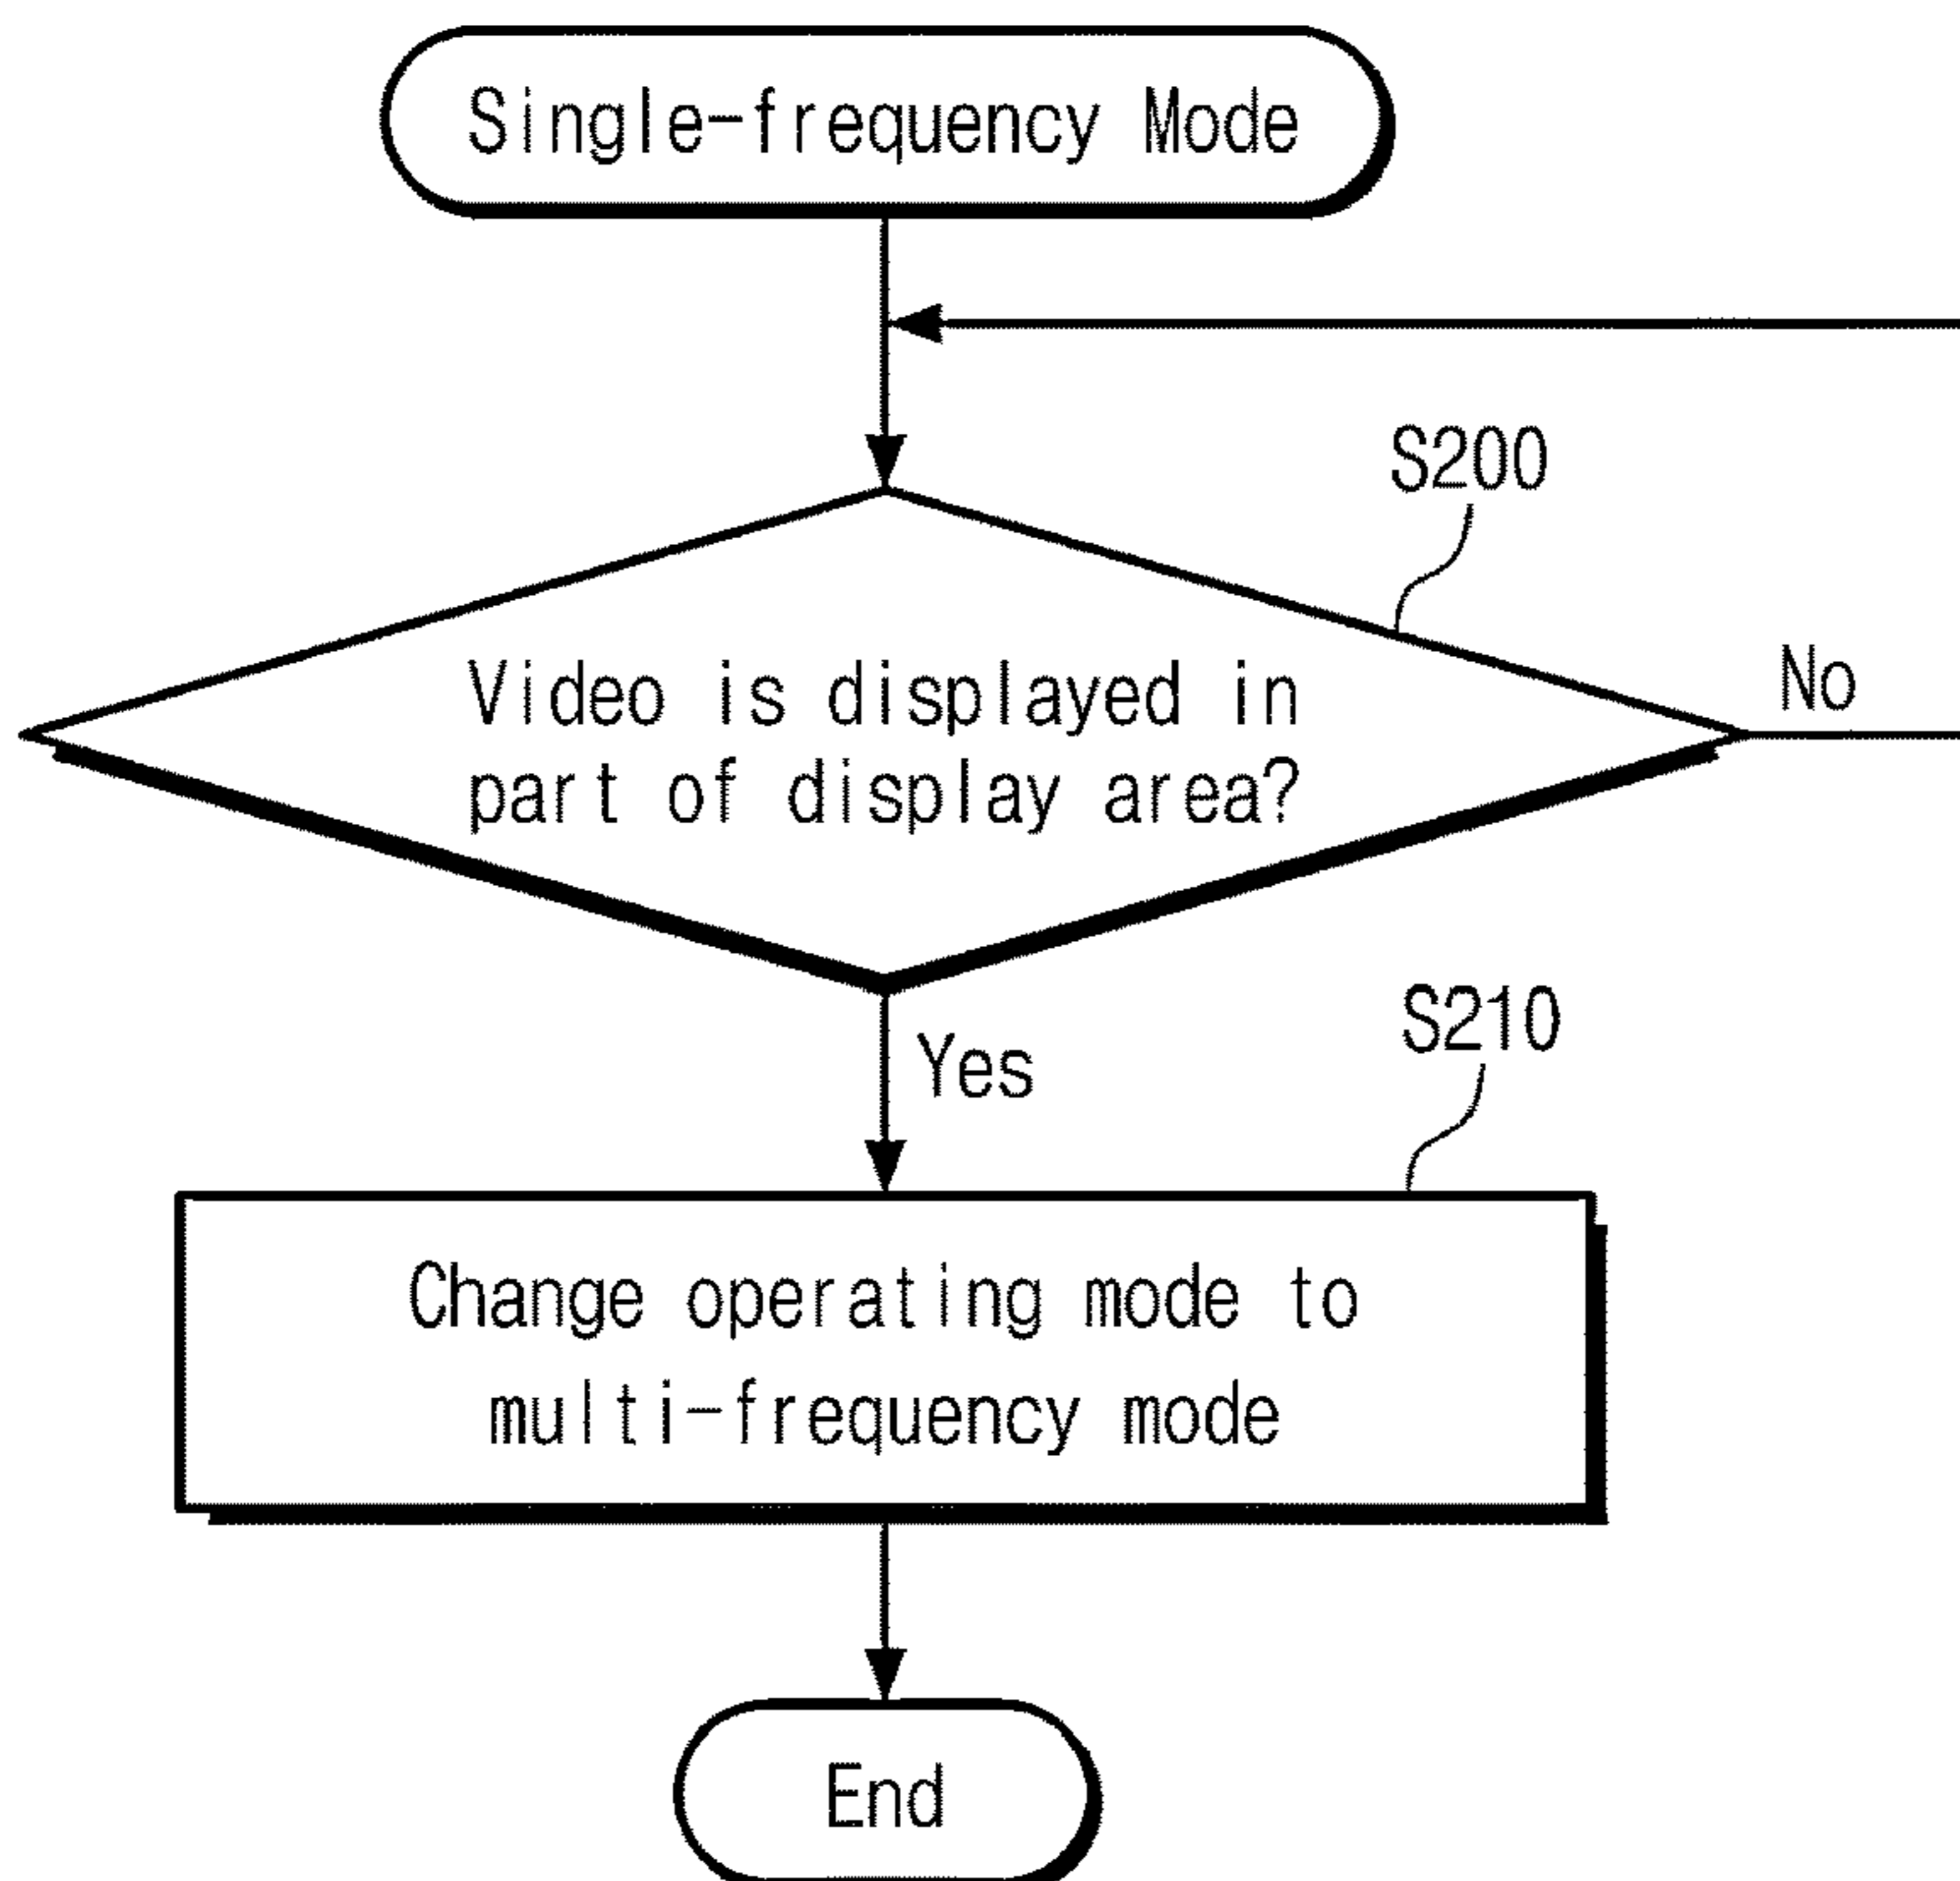 Single-frequency Mode
S200
Video is displayed in
part of display area?
No
Yes
S210
Change operating mode to
multi-frequency mode
End